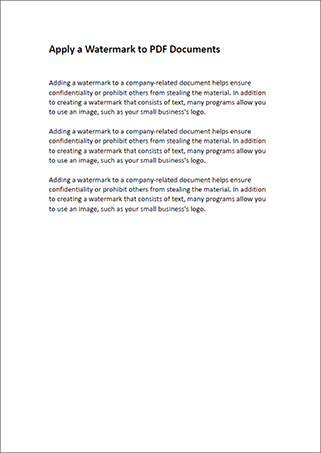 Apply a Watermark to PDF Documents
Adding a watermark to a company-related document helps ensure
confidentiality or prohibit others from stealing the material. In addition
to creating a watermark that consists of text, many programs allow you
to use an image, such as your small business's logo.
Adding a watermark to a company-related document helps ensure
confidentiality or prohibit others from stealing the material. In addition
to creating a watermark that consists of text, many programs allow you
to use an image, such as your small business's logo.
Adding a watermark to a company-related document helps ensure
confidentiality or prohibit others from stealing the material. In addition
to creating a watermark that consists of text, many programs allow you
to use an image, such as your small business's logo.